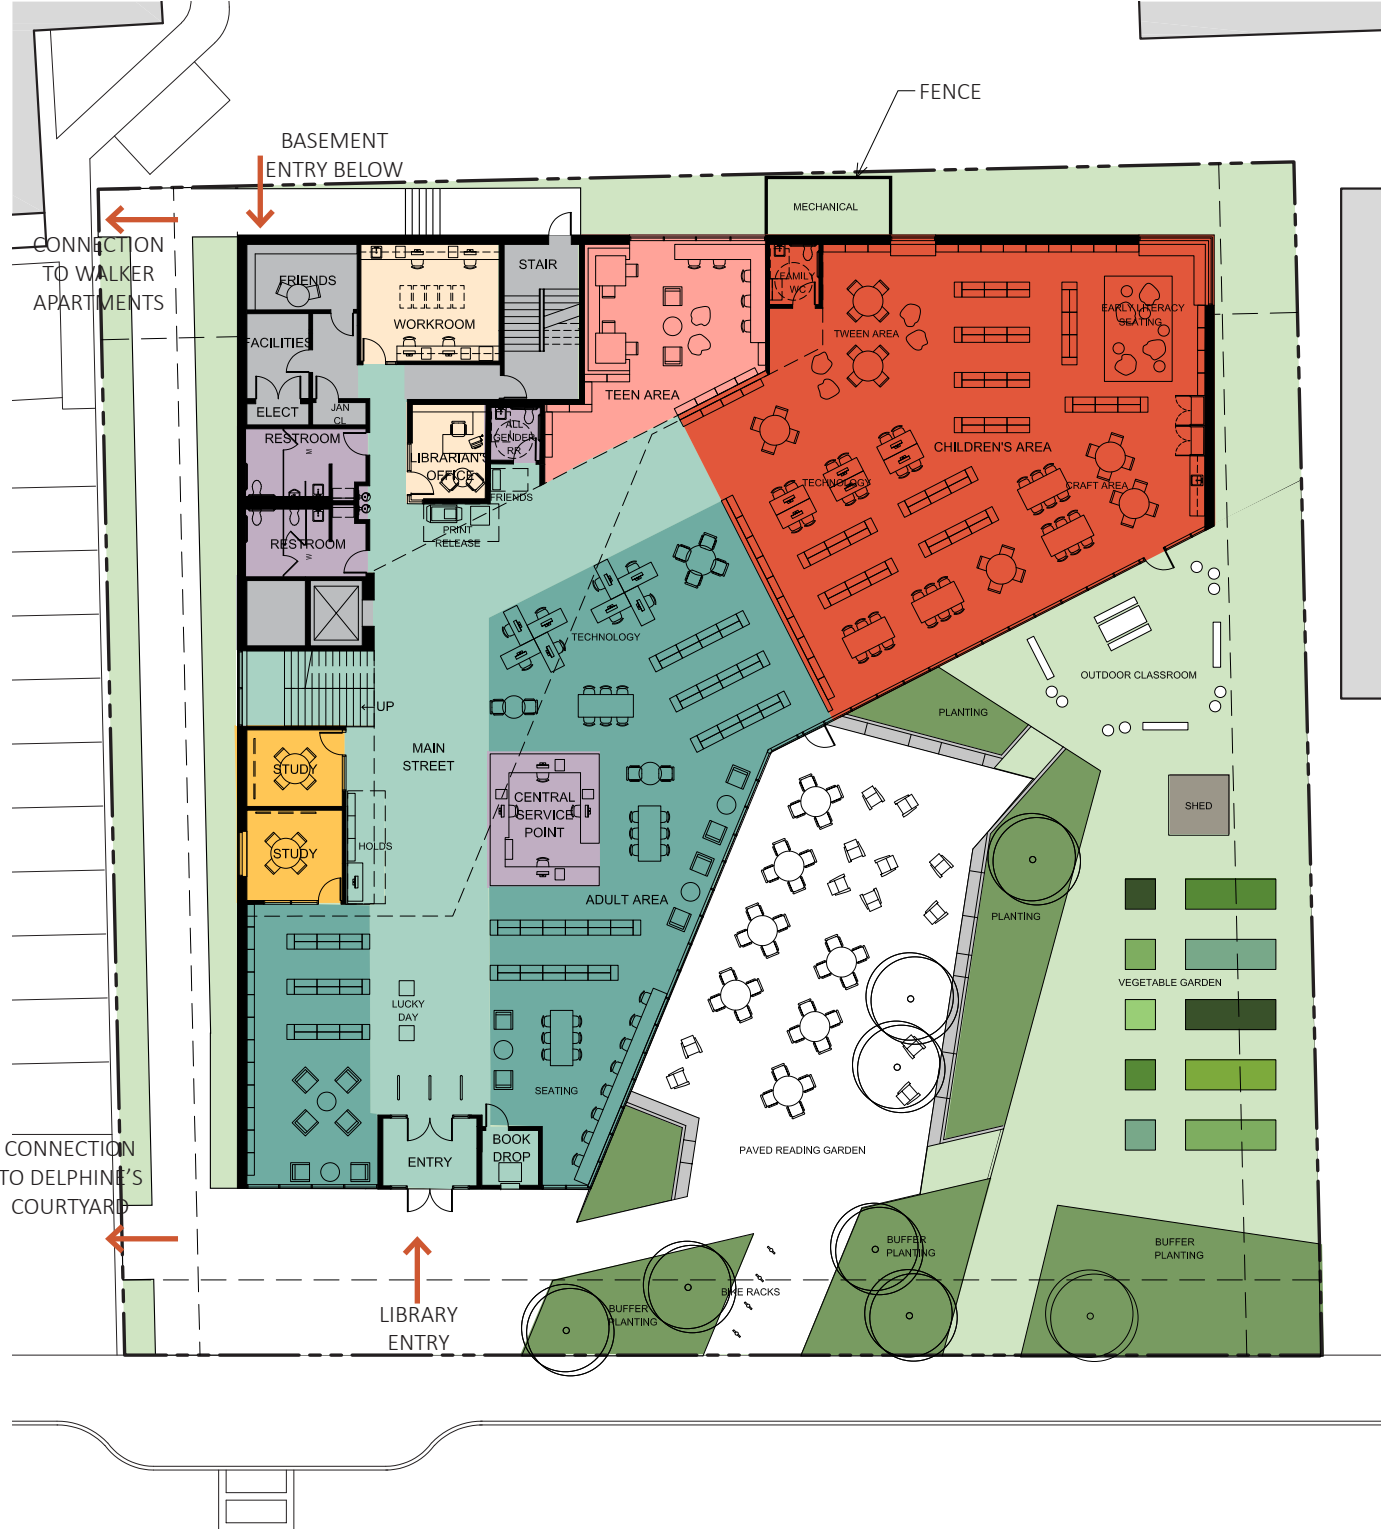 FENCE
BASEMENT
ENTRY BELOW
MECHANICAL
CONNECTION
TO WALKER
APARTMENTS
FRIENDS
WORKROOM
STAIR
FACILITIES
ELECT
JAN
CL
RESTROOM
M
RESTROOM
W
LIBRARIAN'S
OFFICE
ALL
GENDER
RR
FRIENDS
PRINT
RELEASE
TEEN AREA
FAMILY
WC
TWEEN AREA
EARLY LITERACY
SEATING
CHILDREN'S AREA
TECHNOLOGY
CRAFT AREA
TECHNOLOGY
UP
MAIN
STREET
STUDY
STUDY
HOLDS
CENTRAL
SERVICE
POINT
ADULT AREA
LUCKY
DAY
SEATING
ENTRY
BOOK
DROP
OUTDOOR CLASSROOM
PLANTING
SHED
PLANTING
VEGETABLE GARDEN
PAVED READING GARDEN
CONNECTION
TO DELPHINE'S
COURTYARD
LIBRARY
ENTRY
BUFFER
PLANTING
BIKE RACKS
BUFFER
PLANTING
BUFFER
PLANTING